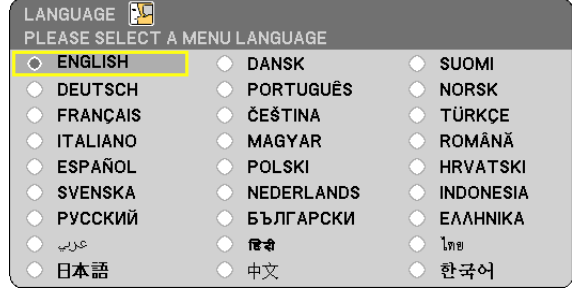 LANGUAGE
PLEASE SELECT A MENU LANGUAGE
ENGLISH DANSK SUOMI
DEUTSCH PORTUGUÊS NORSK
FRANÇAIS ČEŠTINA TÜRKÇE
ITALIANO MAGYAR ROMÂNĂ
ESPAÑOL POLSKI HRVATSKI
SVENSKA NEDERLANDS INDONESIA
РУССКИЙ БЪЛГАРСКИ ΕΛΛΗΝΙΚΑ
عربي हिन्दी ไทย
日本語 中文 한국어